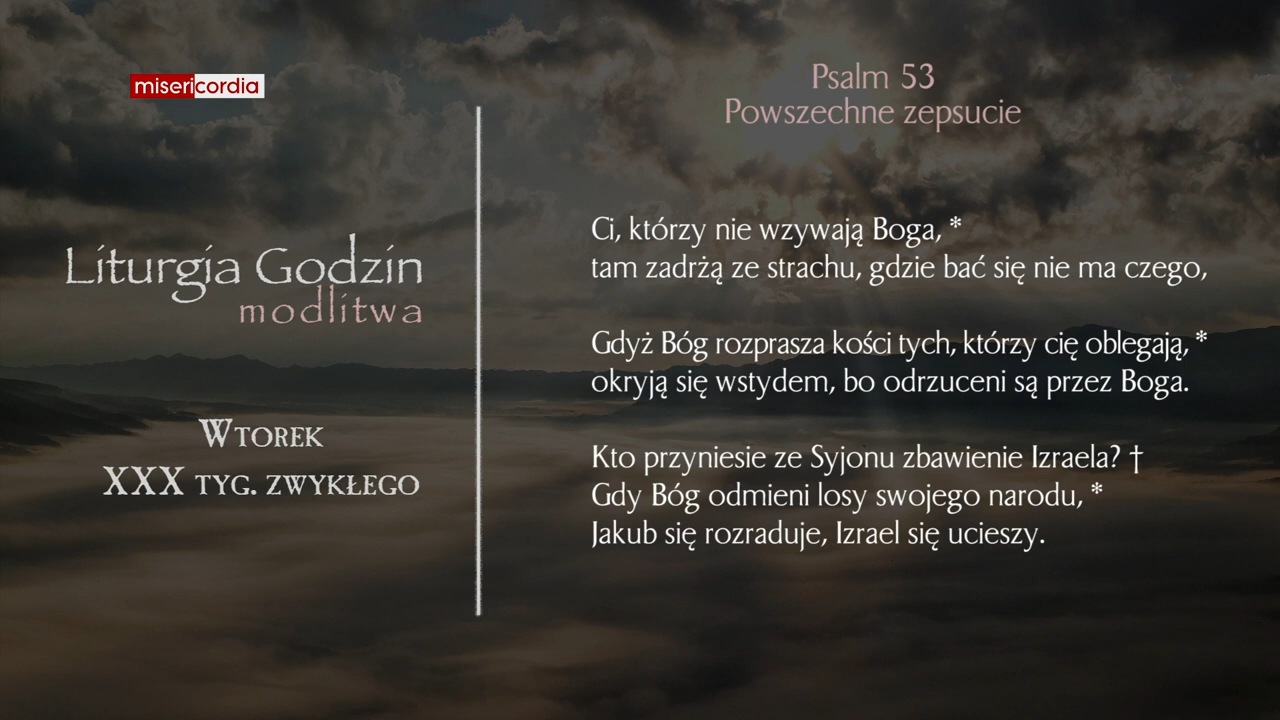 misericordia
Liturgia Godzin
modlitwa
Wtorek
XXX tyg. zwykłego
Psalm 53
Powszechne zepsucie
Ci, którzy nie wzywają Boga, *
tam zadrżą ze strachu, gdzie bać się nie ma czego,
Gdyż Bóg rozprasza kości tych, którzy cię oblegają, *
okryją się wstydem, bo odrzuceni są przez Boga.
Kto przyniesie ze Syjonu zbawienie Izraela? †
Gdy Bóg odmieni losy swojego narodu, *
Jakub się rozraduje, Izrael się ucieszy.